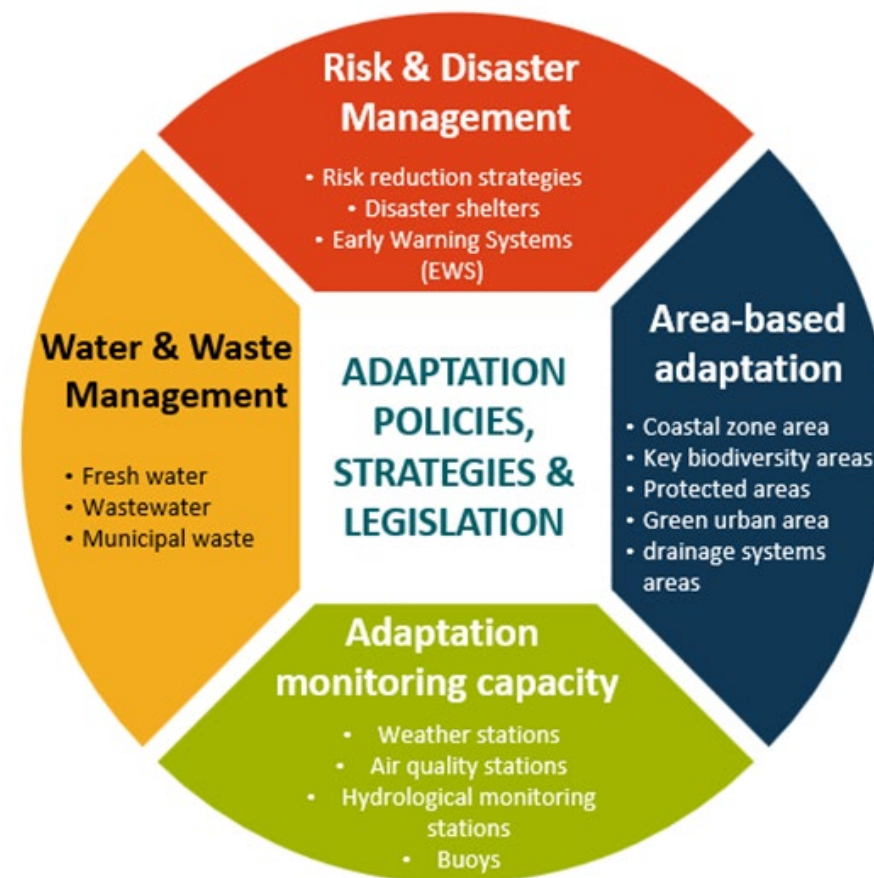 Risk & Disaster
Management
• Risk reduction strategies
• Disaster shelters
• Early Warning Systems
(EWS)
Water & Waste
Management
• Fresh water
• Wastewater
• Municipal waste
ADAPTATION
POLICIES,
STRATEGIES &
LEGISLATION
Area-based
adaptation
• Coastal zone area
• Key biodiversity areas
• Protected areas
• Green urban area
• drainage systems
areas
Adaptation
monitoring capacity
• Weather stations
• Air quality stations
• Hydrological monitoring
stations
• Buoys